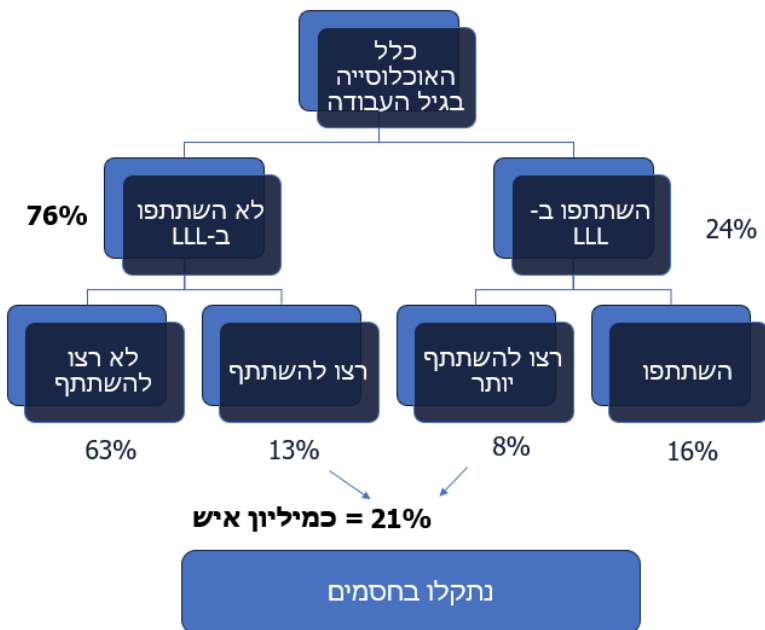 כלל
האוכלוסייה
בגיל העבודה
השתתפו ב-
LLL
24%
לא השתתפו
ב-LLL
76%
השתתפו
16%
רצו להשתתף
יותר
8%
רצו להשתתף
13%
לא רצו
להשתתף
63%
21% = כמיליון איש
נתקלו בחסמים